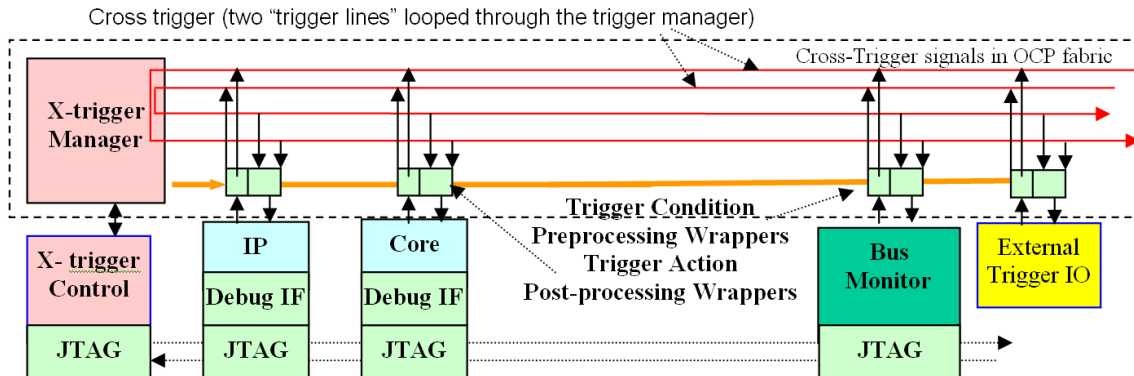 Cross trigger (two “trigger lines” looped through the trigger manager)
Cross-Trigger signals in OCP fabric
X-trigger
Manager
Trigger Condition
Preprocessing Wrappers
Trigger Action
Post-processing Wrappers
X- trigger
Control
JTAG
IP
Debug IF
JTAG
Core
Debug IF
JTAG
Bus
Monitor
JTAG
External
Trigger IO